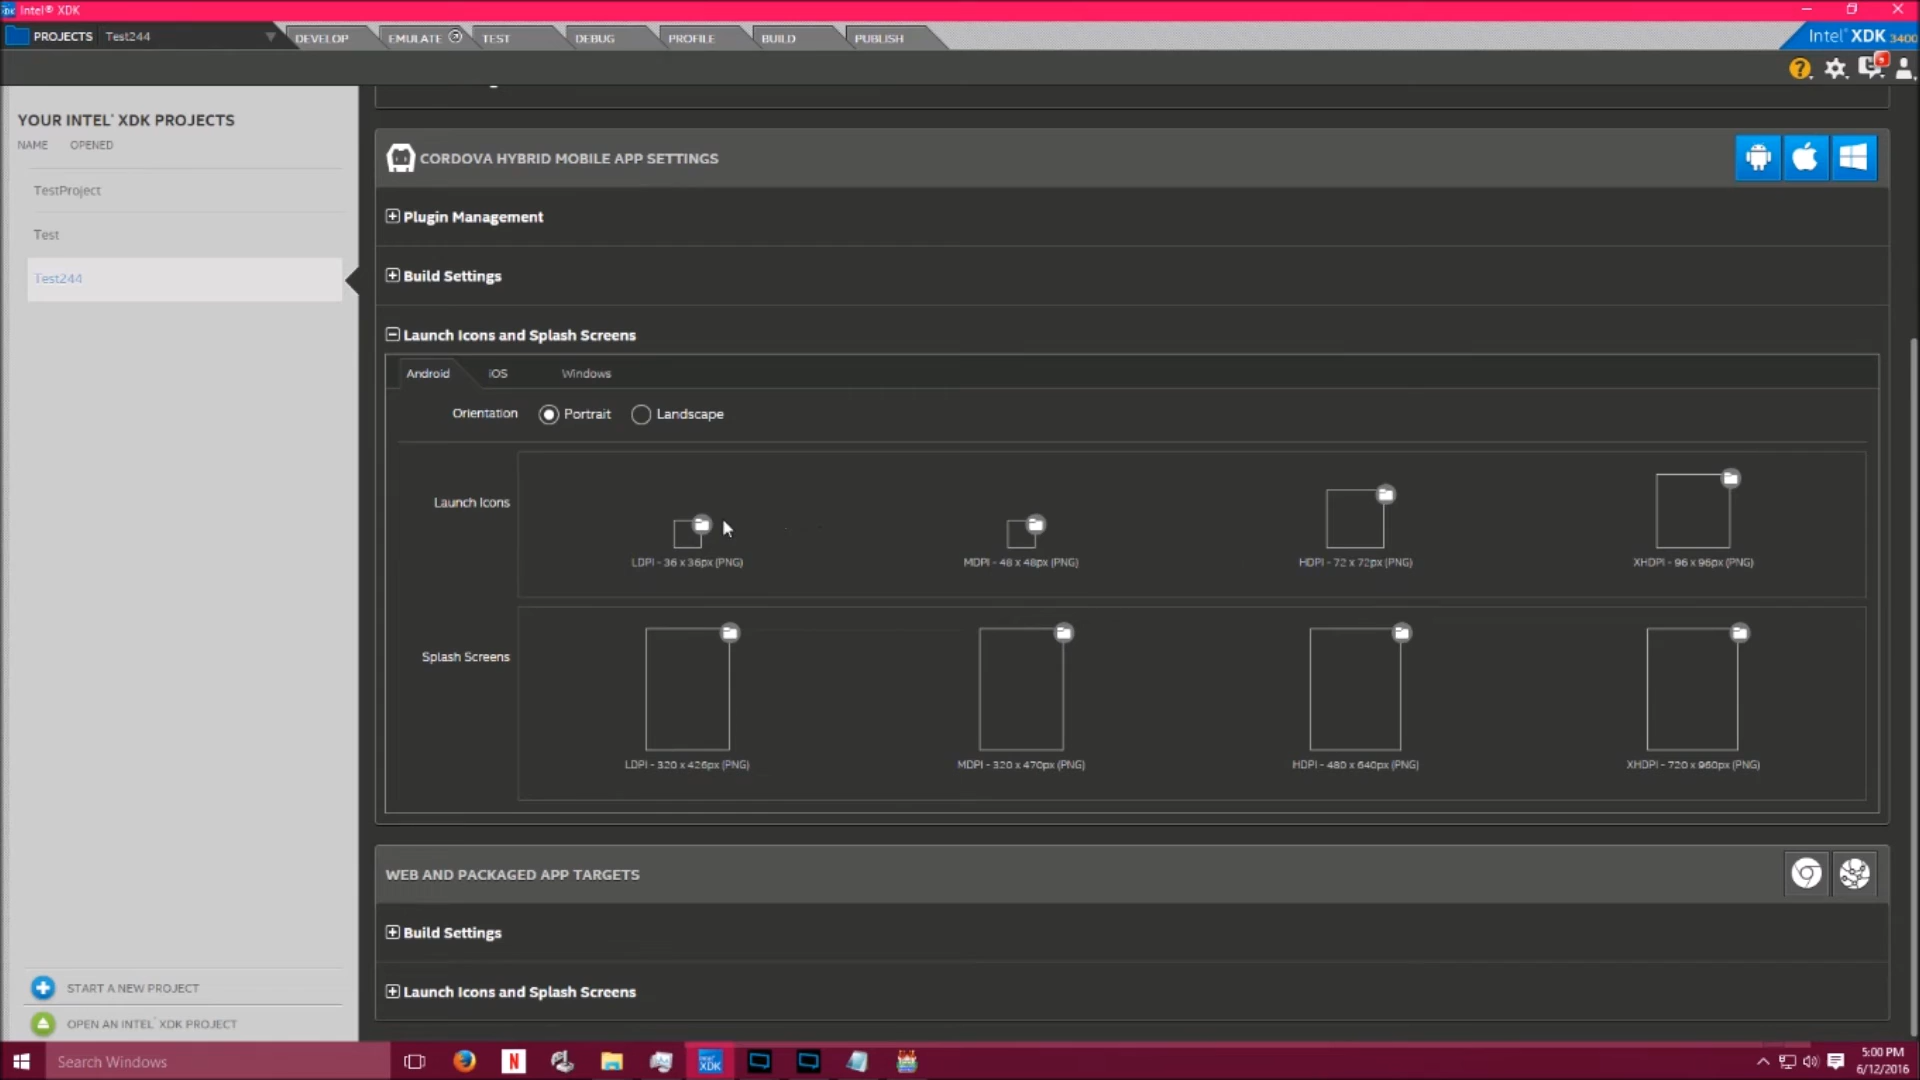 Intel® XDK
PROJECTS Test244 DEVELOP EMULATE TEST DEBUG PROFILE BUILD PUBLISH Intel® XDK 3400
YOUR INTEL® XDK PROJECTS
NAME OPENED
TestProject
Test
Test244
START A NEW PROJECT
OPEN AN INTEL® XDK PROJECT
CORDOVA HYBRID MOBILE APP SETTINGS
Plugin Management
Build Settings
Launch Icons and Splash Screens
Android iOS Windows
Orientation Portrait Landscape
Launch Icons
LDPI - 36 x 36px (PNG) MDPI - 48 x 48px (PNG) HDPI - 72 x 72px (PNG) XHDPI - 96 x 96px (PNG)
Splash Screens
LDPI - 320 x 426px (PNG) MDPI - 320 x 470px (PNG) HDPI - 480 x 640px (PNG) XHDPI - 720 x 960px (PNG)
WEB AND PACKAGED APP TARGETS
Build Settings
Launch Icons and Splash Screens
Search Windows
N
XDK
5:00 PM
6/12/2016